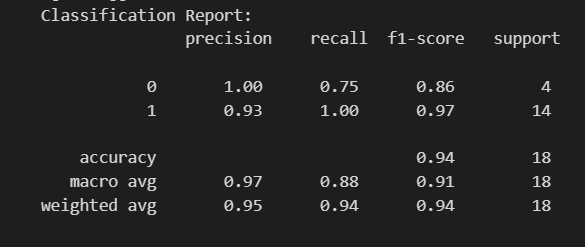 Classification Report:
precision recall f1-score support
0 1.00 0.75 0.86 4
1 0.93 1.00 0.97 14
accuracy 0.94 18
macro avg 0.97 0.88 0.91 18
weighted avg 0.95 0.94 0.94 18